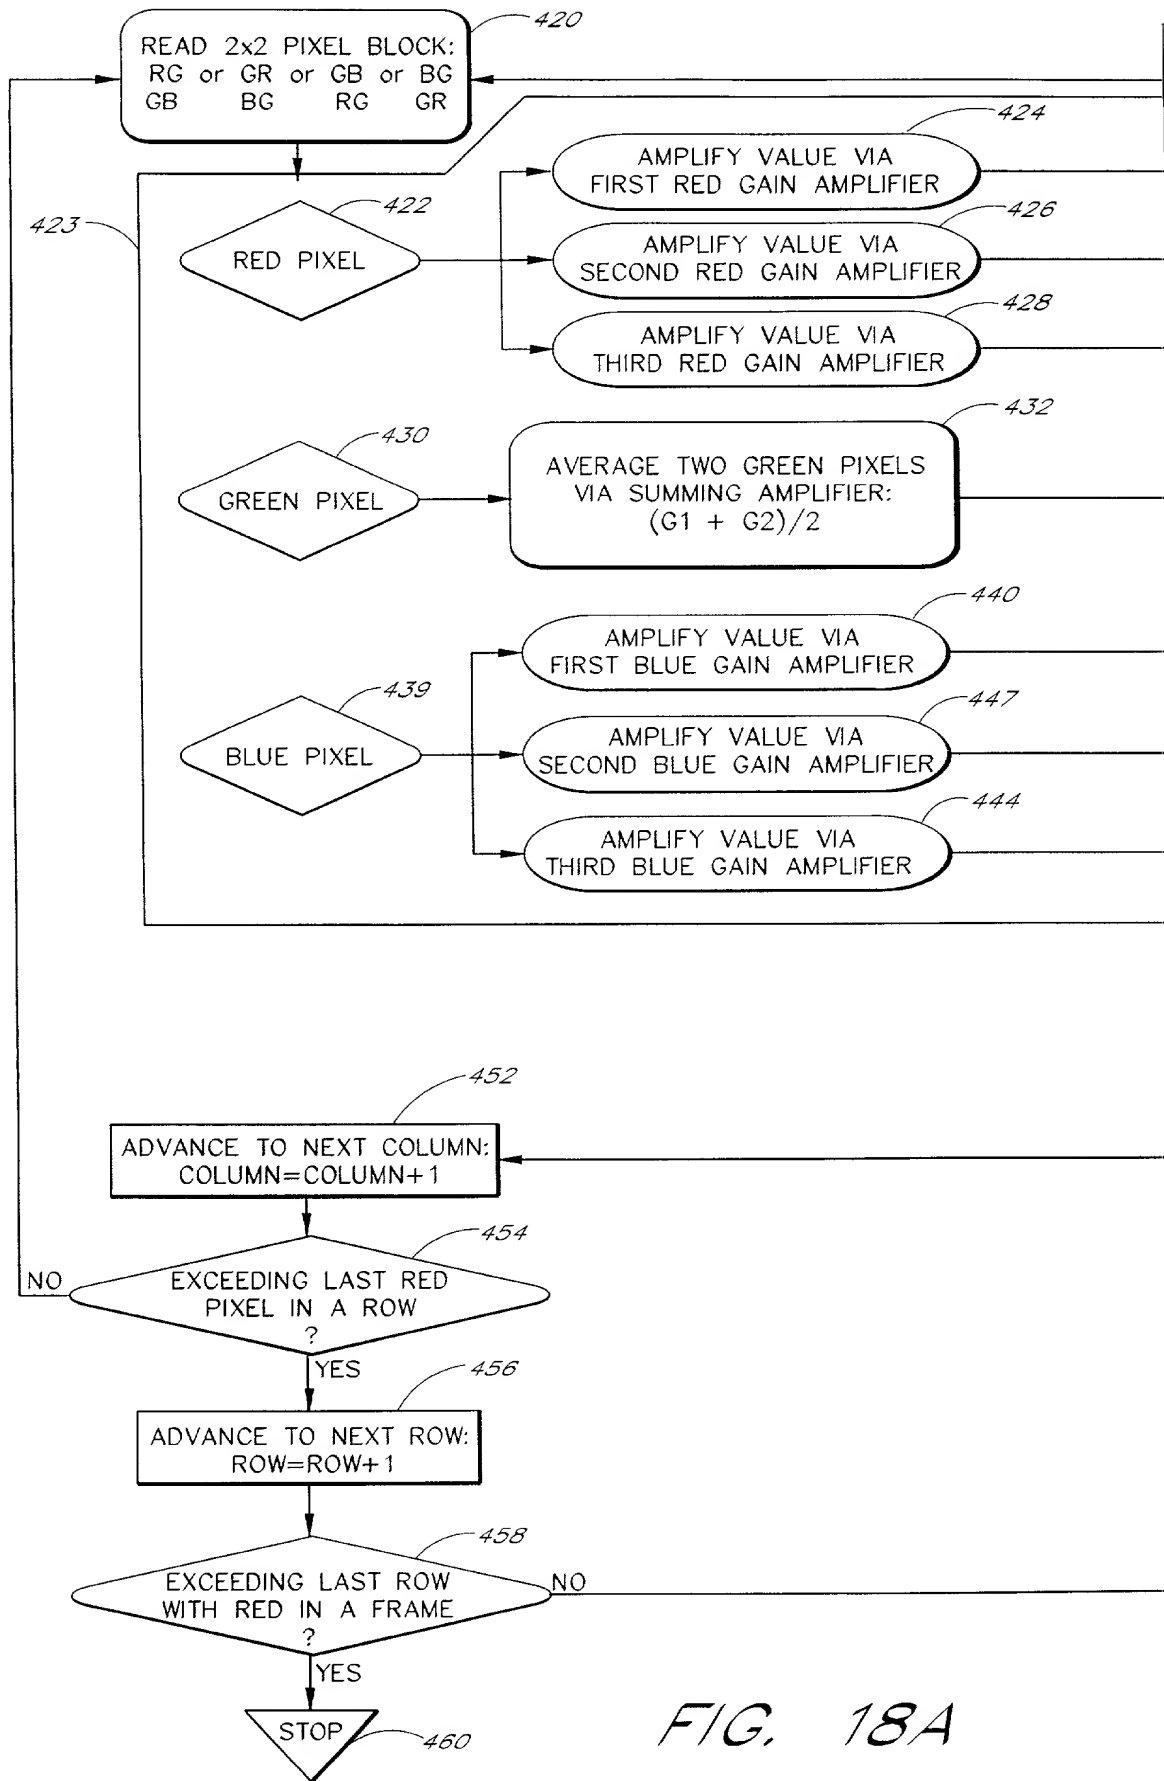 420
READ 2x2 PIXEL BLOCK:
RG or GR or GB or BG
GB BG RG GR
424
AMPLIFY VALUE VIA
FIRST RED GAIN AMPLIFIER
423
422
RED PIXEL
426
AMPLIFY VALUE VIA
SECOND RED GAIN AMPLIFIER
428
AMPLIFY VALUE VIA
THIRD RED GAIN AMPLIFIER
430
GREEN PIXEL
432
AVERAGE TWO GREEN PIXELS
VIA SUMMING AMPLIFIER:
(G1 + G2)/2
440
AMPLIFY VALUE VIA
FIRST BLUE GAIN AMPLIFIER
439
BLUE PIXEL
447
AMPLIFY VALUE VIA
SECOND BLUE GAIN AMPLIFIER
444
AMPLIFY VALUE VIA
THIRD BLUE GAIN AMPLIFIER
452
ADVANCE TO NEXT COLUMN:
COLUMN=COLUMN+1
454
NO
EXCEEDING LAST RED
PIXEL IN A ROW
?
YES
456
ADVANCE TO NEXT ROW:
ROW=ROW+1
458
EXCEEDING LAST ROW
WITH RED IN A FRAME
?
NO
YES
STOP
460
FIG. 18A